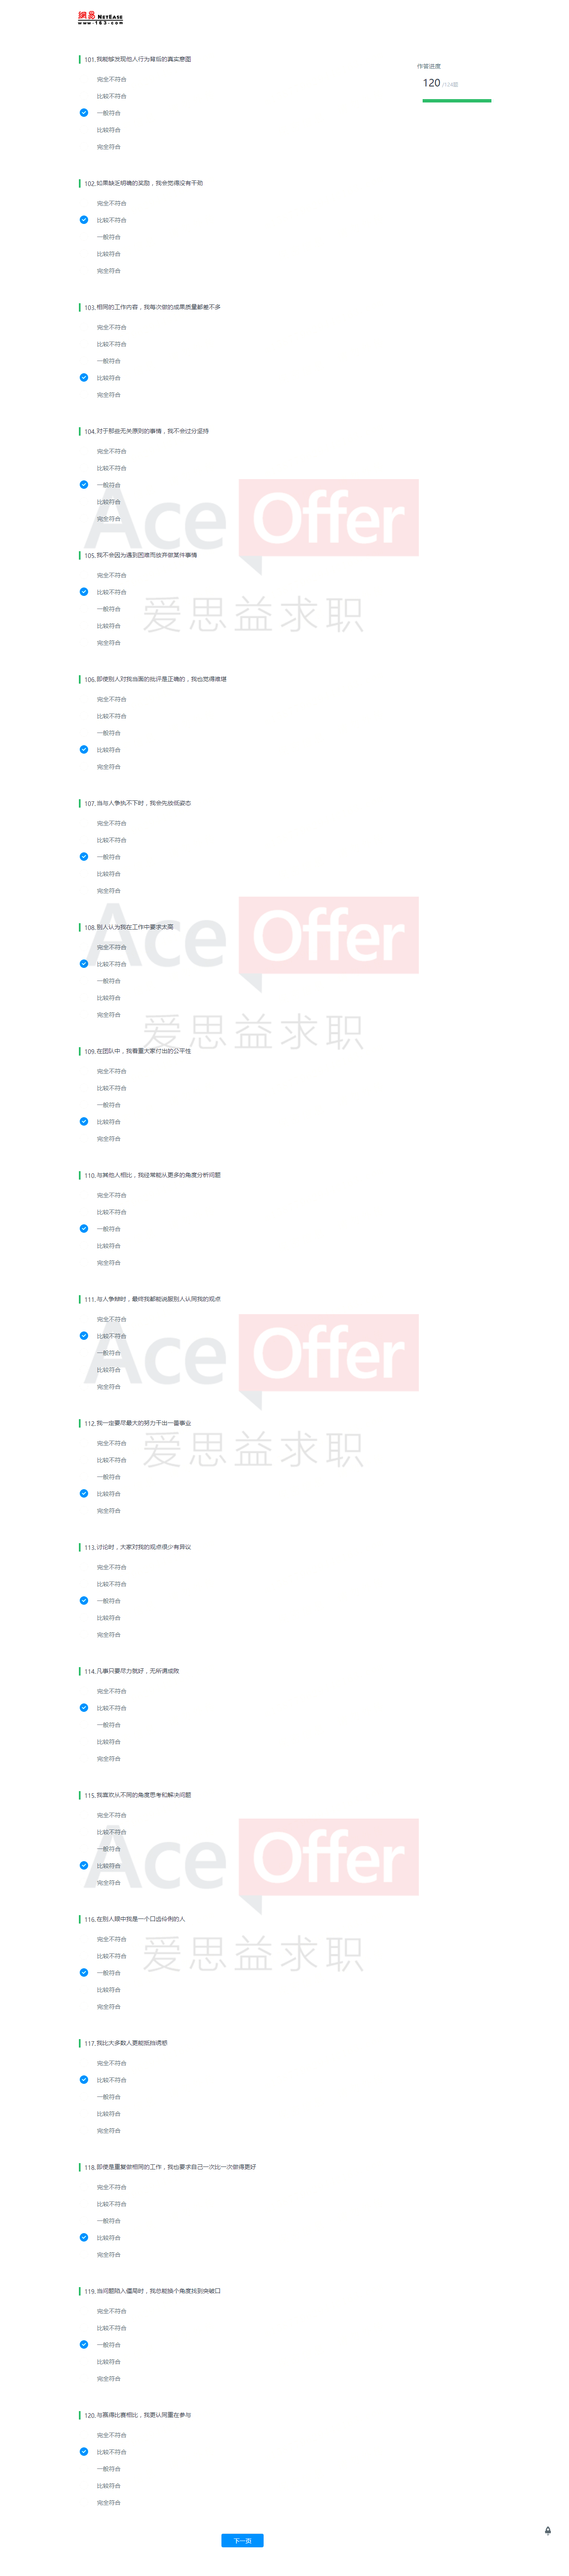 網易 NETEASE
www.163.com
作答进度
120 /120题
101.我能够发现他人行为背后的真实意图
完全不符合
比较不符合
一般符合
比较符合
完全符合
102.如果缺乏明确的奖励，我会觉得没有干劲
完全不符合
比较不符合
一般符合
比较符合
完全符合
103.相同的工作内容，我每次做的成果质量都差不多
完全不符合
比较不符合
一般符合
比较符合
完全符合
104.对于那些无关原则的事情，我不会过分坚持
完全不符合
比较不符合
一般符合
比较符合
完全符合
Ace Offer
爱思益求职
105.我不会因为遇到困难而放弃做某件事情
完全不符合
比较不符合
一般符合
比较符合
完全符合
106.即使别人对我当面的批评是正确的，我也觉得难堪
完全不符合
比较不符合
一般符合
比较符合
完全符合
107.当与人争执不下时，我会先放低姿态
完全不符合
比较不符合
一般符合
比较符合
完全符合
108.别人认为我在工作中要求太高
完全不符合
比较不符合
一般符合
比较符合
完全符合
Ace Offer
爱思益求职
109.在团队中，我看重大家付出的公平性
完全不符合
比较不符合
一般符合
比较符合
完全符合
110.与其他人相比，我经常能从更多的角度分析问题
完全不符合
比较不符合
一般符合
比较符合
完全符合
111.与人争辩时，最终我都能说服别人认同我的观点
完全不符合
比较不符合
一般符合
比较符合
完全符合
Ace Offer
爱思益求职
112.我一定要尽最大的努力干出一番事业
完全不符合
比较不符合
一般符合
比较符合
完全符合
113.讨论时，大家对我的观点很少有异议
完全不符合
比较不符合
一般符合
比较符合
完全符合
114.凡事只要尽力就好，无所谓成败
完全不符合
比较不符合
一般符合
比较符合
完全符合
115.我喜欢从不同的角度思考和解决问题
完全不符合
比较不符合
一般符合
比较符合
完全符合
Ace Offer
爱思益求职
116.在别人眼中我是一个口齿伶俐的人
完全不符合
比较不符合
一般符合
比较符合
完全符合
117.我比大多数人更能抵挡诱惑
完全不符合
比较不符合
一般符合
比较符合
完全符合
118.即使是重复做相同的工作，我也要求自己一次比一次做得更好
完全不符合
比较不符合
一般符合
比较符合
完全符合
119.当问题陷入僵局时，我总能换个角度找到突破口
完全不符合
比较不符合
一般符合
比较符合
完全符合
120.与赢得比赛相比，我更认同重在参与
完全不符合
比较不符合
一般符合
比较符合
完全符合
下一页